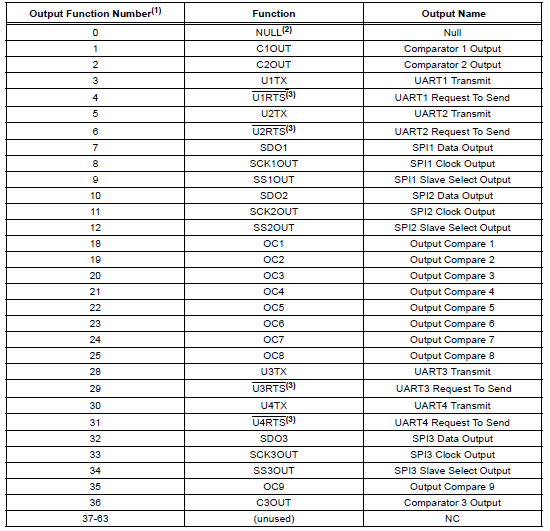 Output Function Number(1) Function Output Name
0 NULL(2) Null
1 C1OUT Comparator 1 Output
2 C2OUT Comparator 2 Output
3 U1TX UART1 Transmit
4 U1RTS(3) UART1 Request To Send
5 U2TX UART2 Transmit
6 U2RTS(3) UART2 Request To Send
7 SDO1 SPI1 Data Output
8 SCK1OUT SPI1 Clock Output
9 SS1OUT SPI1 Slave Select Output
10 SDO2 SPI2 Data Output
11 SCK2OUT SPI2 Clock Output
12 SS2OUT SPI2 Slave Select Output
18 OC1 Output Compare 1
19 OC2 Output Compare 2
20 OC3 Output Compare 3
21 OC4 Output Compare 4
22 OC5 Output Compare 5
23 OC6 Output Compare 6
24 OC7 Output Compare 7
25 OC8 Output Compare 8
28 U3TX UART3 Transmit
29 U3RTS(3) UART3 Request To Send
30 U4TX UART4 Transmit
31 U4RTS(3) UART4 Request To Send
32 SDO3 SPI3 Data Output
33 SCK3OUT SPI3 Clock Output
34 SS3OUT SPI3 Slave Select Output
35 OC9 Output Compare 9
36 C3OUT Comparator 3 Output
37-63 (unused) NC